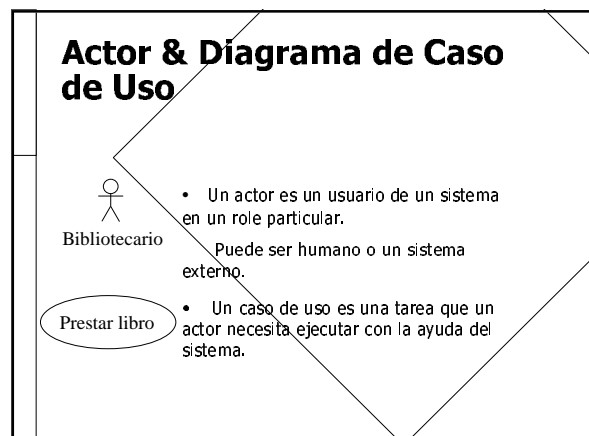 Actor & Diagrama de Caso
de Uso
Bibliotecario
• Un actor es un usuario de un sistema
en un role particular.
Puede ser humano o un sistema
externo.
Prestar libro
• Un caso de uso es una tarea que un
actor necesita ejecutar con la ayuda del
sistema.